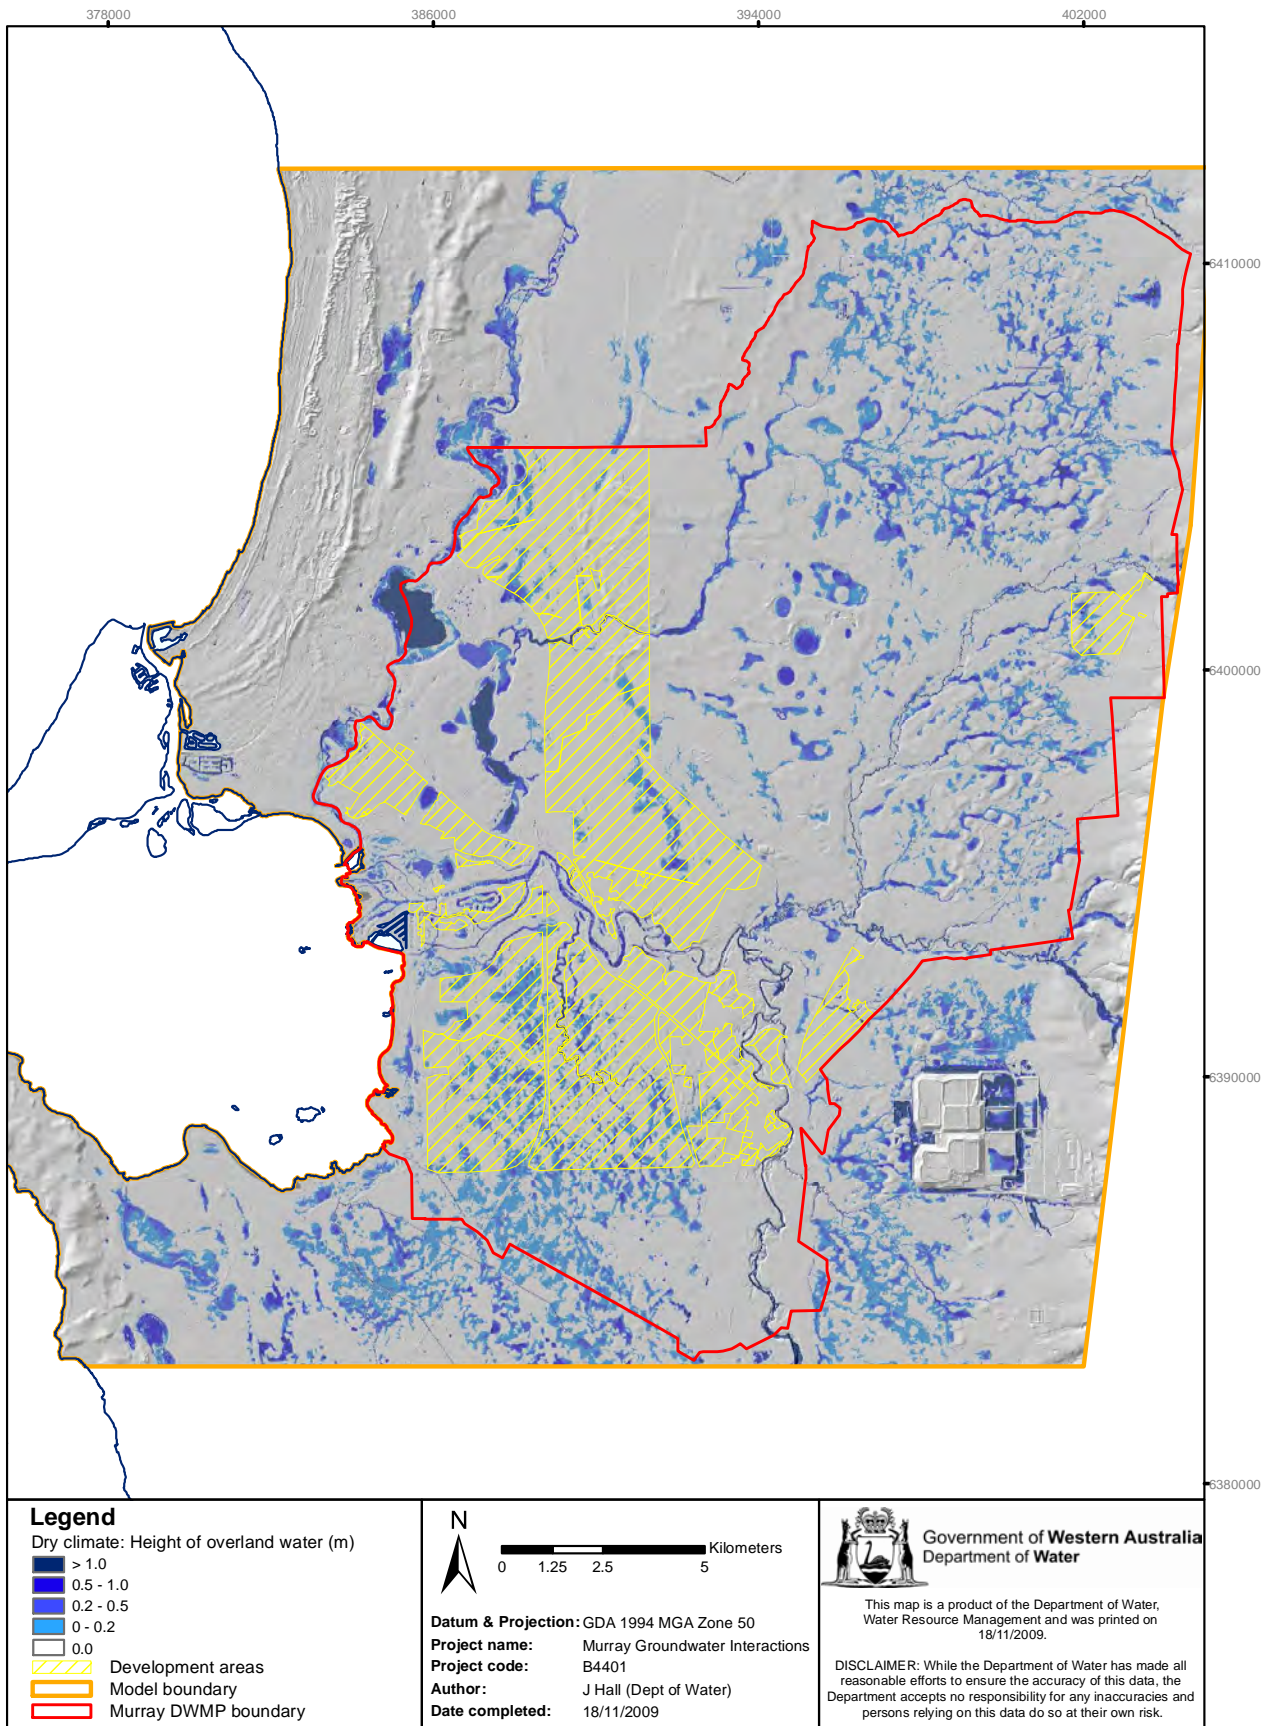 378000
386000
394000
402000
6410000
6400000
6390000
6380000
Legend
Dry climate: Height of overland water (m)
> 1.0
0.5 - 1.0
0.2 - 0.5
0 - 0.2
0.0
Development areas
Model boundary
Murray DWMP boundary
N
Kilometers
0 1.25 2.5 5
Datum & Projection: GDA 1994 MGA Zone 50
Project name: Murray Groundwater Interactions
Project code: B4401
Author: J Hall (Dept of Water)
Date completed: 18/11/2009
Government of Western Australia
Department of Water
This map is a product of the Department of Water,
Water Resource Management and was printed on
18/11/2009.
DISCLAIMER: While the Department of Water has made all
reasonable efforts to ensure the accuracy of this data, the
Department accepts no responsibility for any inaccuracies and
persons relying on this data do so at their own risk.